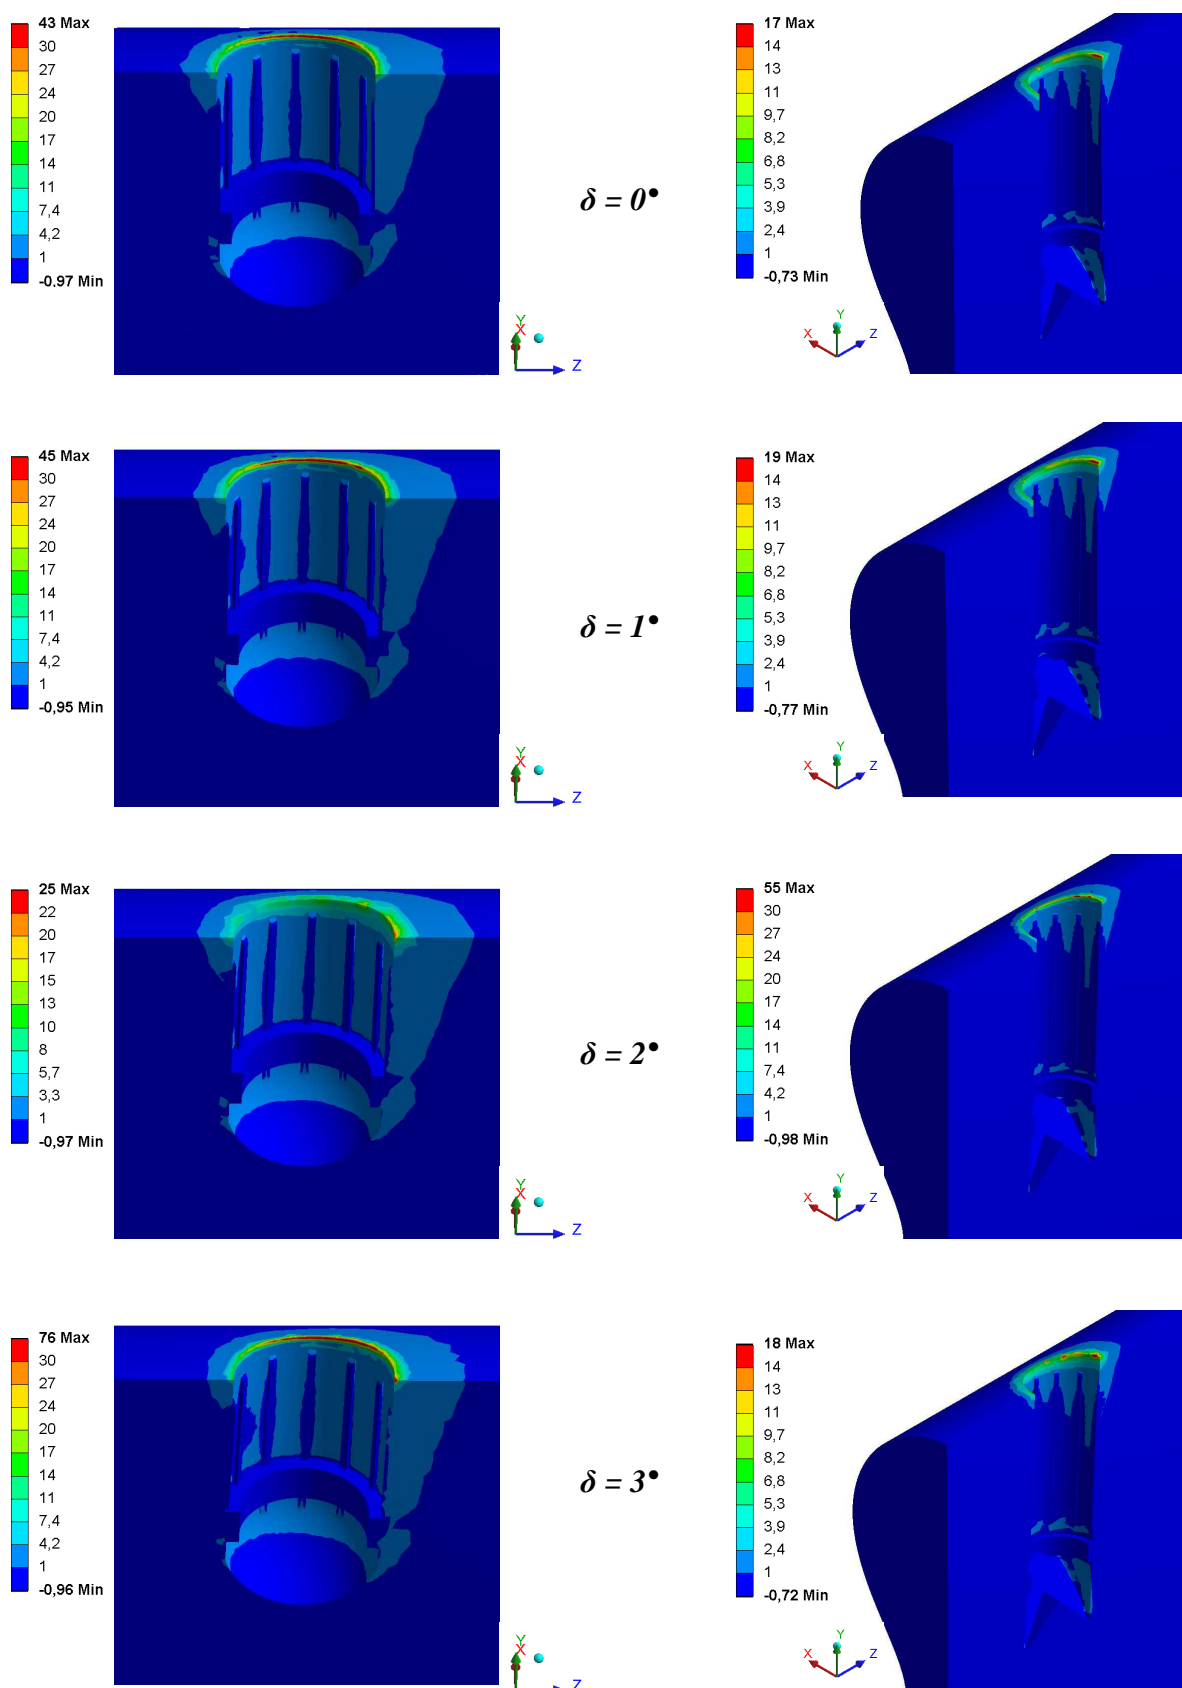 43 Max
30
27
24
20
17
14
11
7,4
4,2
1
-0.97 Min
Y
X
Z
δ = 0•
17 Max
14
13
11
9,7
8,2
6,8
5,3
3,9
2,4
1
-0,73 Min
X
Y
Z
45 Max
30
27
24
20
17
14
11
7,4
4,2
1
-0,95 Min
Y
X
Z
δ = 1•
19 Max
14
13
11
9,7
8,2
6,8
5,3
3,9
2,4
1
-0,77 Min
X
Y
Z
25 Max
22
20
17
15
13
10
8
5,7
3,3
1
-0,97 Min
Y
X
Z
δ = 2•
55 Max
30
27
24
20
17
14
11
7,4
4,2
1
-0,98 Min
X
Y
Z
76 Max
30
27
24
20
17
14
11
7,4
4,2
1
-0,96 Min
Y
X
Z
δ = 3•
18 Max
14
13
11
9,7
8,2
6,8
5,3
3,9
2,4
1
-0,72 Min
X
Y
Z